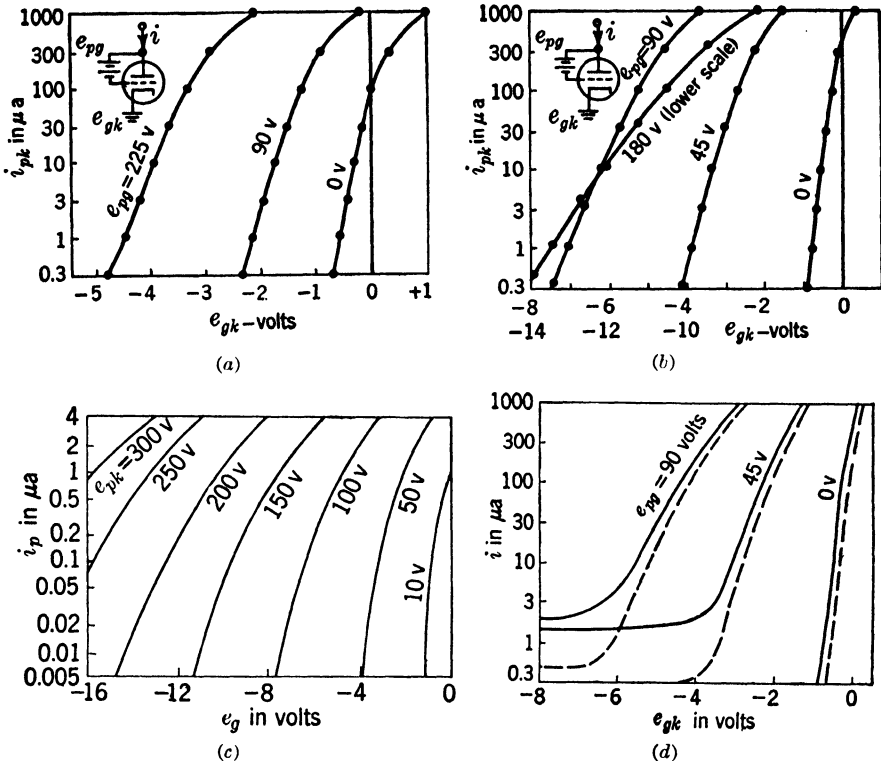 1000
300
100
30
10
3
1
0.3
i_pk in μa
e_pg
i
e_gk
e_pg=225 v
90 v
0 v
-5
-4
-3
-2
-1
0
+1
e_gk–volts
(a)
1000
300
100
30
10
3
1
0.3
i_pk in μa
e_pg
i
e_gk
e_pg=90 v
180 v (lower scale)
45 v
0 v
-8
-6
-4
-2
0
-14
-12
-10
e_gk–volts
(b)
4
2
1
0.5
0.2
0.1
0.05
0.02
0.01
0.005
i_p in μa
e_pk=300 v
250 v
200 v
150 v
100 v
50 v
10 v
-16
-12
-8
-4
0
e_g in volts
(c)
1000
300
100
30
10
3
1
0.3
i in μa
e_pg = 90 volts
45 v
0 v
-8
-6
-4
-2
0
e_gk in volts
(d)